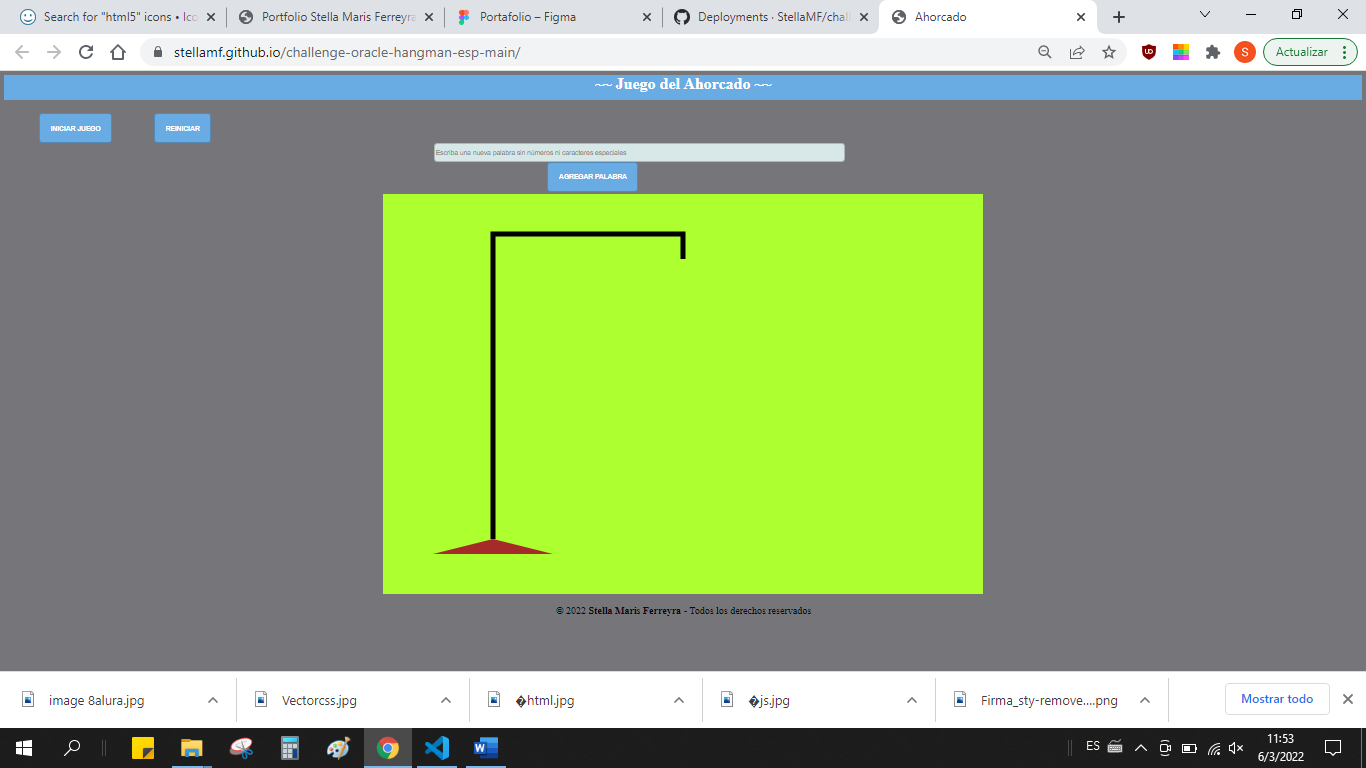 Search for "html5" icons • Ico
Portfolio Stella Maris Ferreyra
Portafolio – Figma
Deployments · StellaMF/chall
Ahorcado
stellamf.github.io/challenge-oracle-hangman-esp-main/
S
Actualizar
~~ Juego del Ahorcado ~~
INICIAR JUEGO
REINICIAR
Escriba una nueva palabra sin números ni caracteres especiales
AGREGAR PALABRA
© 2022 Stella Maris Ferreyra - Todos los derechos reservados
image 8alura.jpg
Vectorcss.jpg
�html.jpg
�js.jpg
Firma_sty-remove....png
Mostrar todo
ES
11:53
6/3/2022